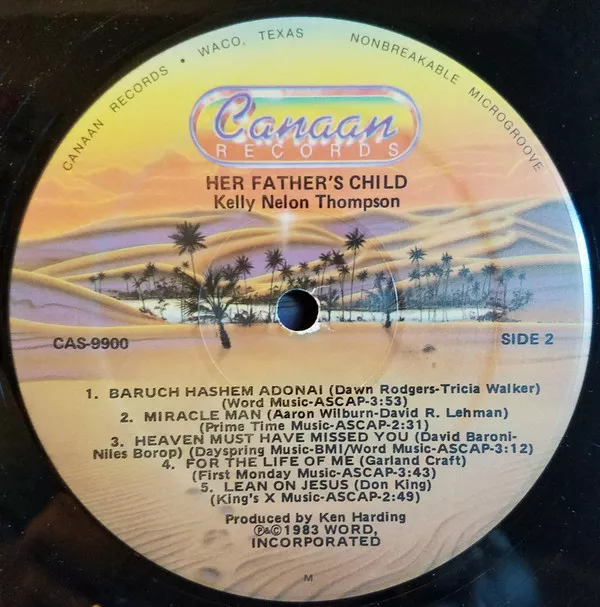 CANAAN RECORDS • WACO, TEXAS NONBREAKABLE MICROGROOVE
Canaan
RECORDS
HER FATHER'S CHILD
Kelly Nelon Thompson
CAS-9900
SIDE 2
1. BARUCH HASHEM ADONAI (Dawn Rodgers-Tricia Walker)
(Word Music-ASCAP-3:53)
2. MIRACLE MAN (Aaron Wilburn-David R. Lehman)
(Prime Time Music-ASCAP-2:31)
3. HEAVEN MUST HAVE MISSED YOU (David Baroni-
Niles Borop) (Dayspring Music-BMI/Word Music-ASCAP-3:12)
4. FOR THE LIFE OF ME (Garland Craft)
(First Monday Music-ASCAP-3:43)
5. LEAN ON JESUS (Don King)
(King's X Music-ASCAP-2:49)
Produced by Ken Harding
℗&© 1983 WORD,
INCORPORATED
M